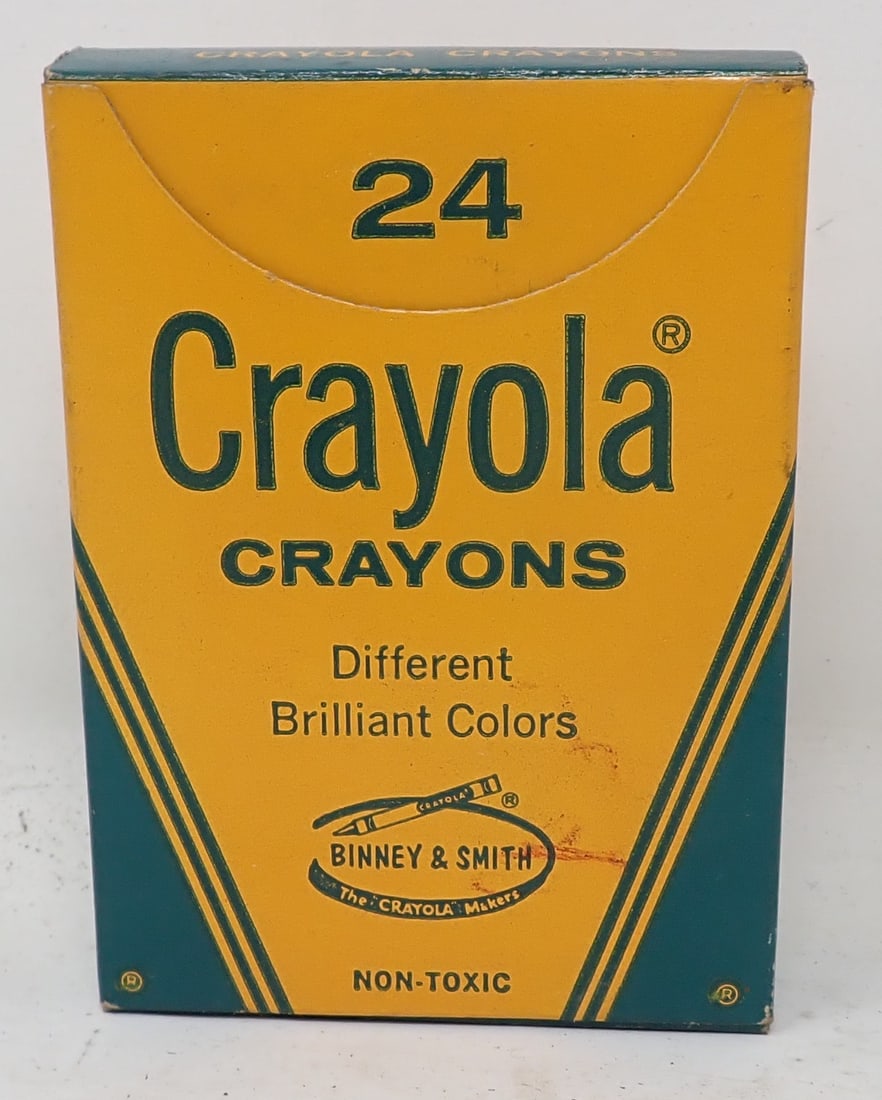 CRAYOLA CRAYONS
24
Crayola®
CRAYONS
Different
Brilliant Colors
CRAYOLA ®
BINNEY & SMITH
The "CRAYOLA" Makers
NON-TOXIC
® ®